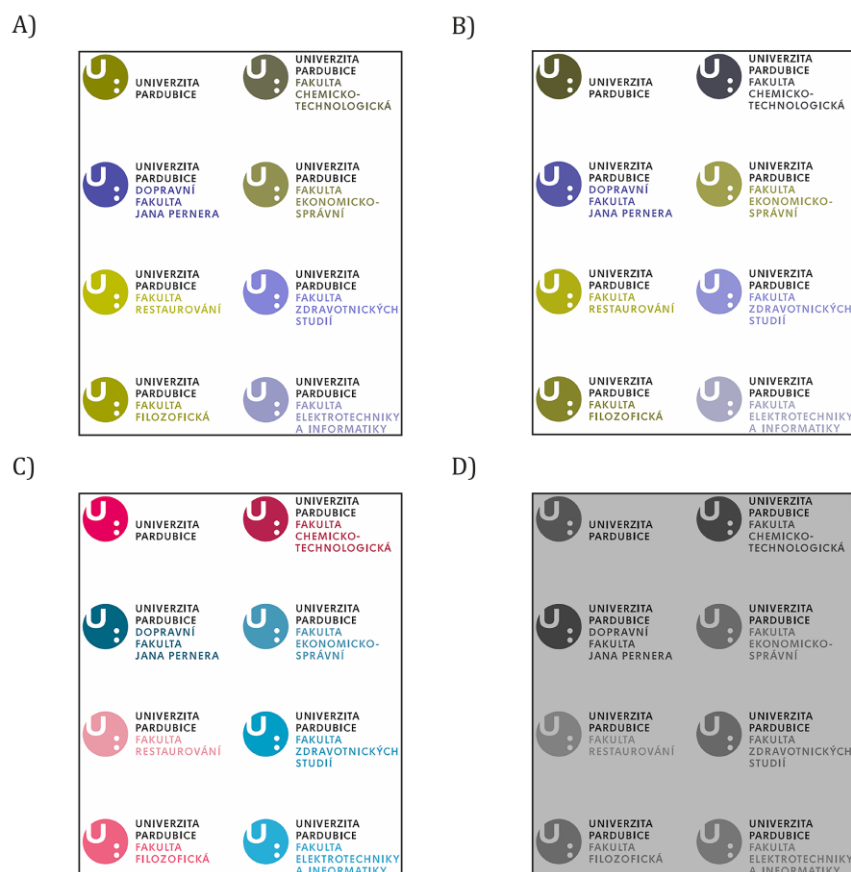 A)
U:
UNIVERZITA
PARDUBICE
U:
UNIVERZITA
PARDUBICE
FAKULTA
CHEMICKO-
TECHNOLOGICKÁ
U:
UNIVERZITA
PARDUBICE
DOPRAVNÍ
FAKULTA
JANA PERNERA
U:
UNIVERZITA
PARDUBICE
FAKULTA
EKONOMICKO-
SPRÁVNÍ
U:
UNIVERZITA
PARDUBICE
FAKULTA
RESTAUROVÁNÍ
U:
UNIVERZITA
PARDUBICE
FAKULTA
ZDRAVOTNICKÝCH
STUDIÍ
U:
UNIVERZITA
PARDUBICE
FAKULTA
FILOZOFICKÁ
U:
UNIVERZITA
PARDUBICE
FAKULTA
ELEKTROTECHNIKY
A INFORMATIKY
B)
U:
UNIVERZITA
PARDUBICE
U:
UNIVERZITA
PARDUBICE
FAKULTA
CHEMICKO-
TECHNOLOGICKÁ
U:
UNIVERZITA
PARDUBICE
DOPRAVNÍ
FAKULTA
JANA PERNERA
U:
UNIVERZITA
PARDUBICE
FAKULTA
EKONOMICKO-
SPRÁVNÍ
U:
UNIVERZITA
PARDUBICE
FAKULTA
RESTAUROVÁNÍ
U:
UNIVERZITA
PARDUBICE
FAKULTA
ZDRAVOTNICKÝCH
STUDIÍ
U:
UNIVERZITA
PARDUBICE
FAKULTA
FILOZOFICKÁ
U:
UNIVERZITA
PARDUBICE
FAKULTA
ELEKTROTECHNIKY
A INFORMATIKY
C)
U:
UNIVERZITA
PARDUBICE
U:
UNIVERZITA
PARDUBICE
FAKULTA
CHEMICKO-
TECHNOLOGICKÁ
U:
UNIVERZITA
PARDUBICE
DOPRAVNÍ
FAKULTA
JANA PERNERA
U:
UNIVERZITA
PARDUBICE
FAKULTA
EKONOMICKO-
SPRÁVNÍ
U:
UNIVERZITA
PARDUBICE
FAKULTA
RESTAUROVÁNÍ
U:
UNIVERZITA
PARDUBICE
FAKULTA
ZDRAVOTNICKÝCH
STUDIÍ
U:
UNIVERZITA
PARDUBICE
FAKULTA
FILOZOFICKÁ
U:
UNIVERZITA
PARDUBICE
FAKULTA
ELEKTROTECHNIKY
A INFORMATIKY
D)
U:
UNIVERZITA
PARDUBICE
U:
UNIVERZITA
PARDUBICE
FAKULTA
CHEMICKO-
TECHNOLOGICKÁ
U:
UNIVERZITA
PARDUBICE
DOPRAVNÍ
FAKULTA
JANA PERNERA
U:
UNIVERZITA
PARDUBICE
FAKULTA
EKONOMICKO-
SPRÁVNÍ
U:
UNIVERZITA
PARDUBICE
FAKULTA
RESTAUROVÁNÍ
U:
UNIVERZITA
PARDUBICE
FAKULTA
ZDRAVOTNICKÝCH
STUDIÍ
U:
UNIVERZITA
PARDUBICE
FAKULTA
FILOZOFICKÁ
U:
UNIVERZITA
PARDUBICE
FAKULTA
ELEKTROTECHNIKY
A INFORMATIKY